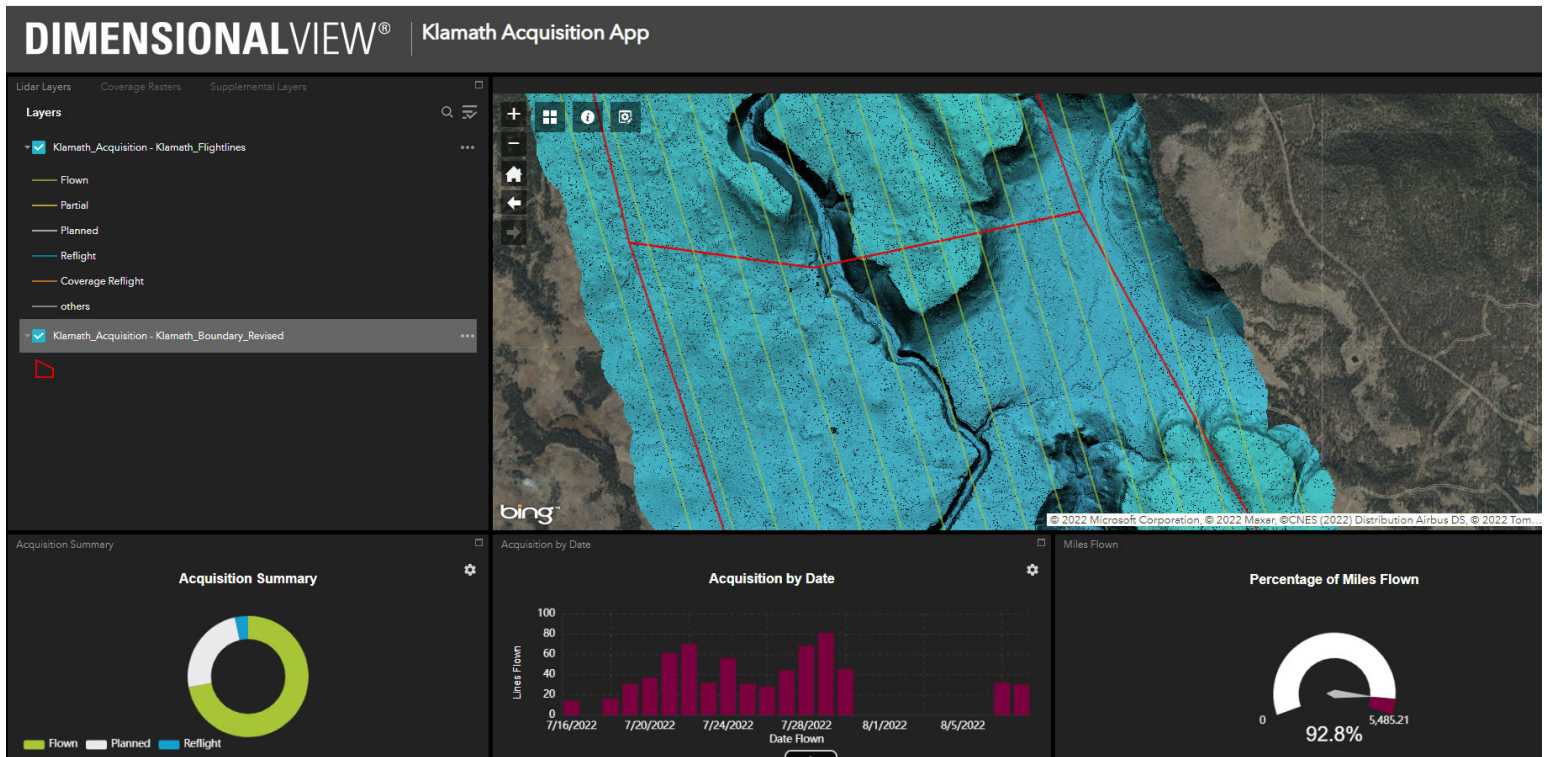 DIMENSIONALVIEW® Klamath Acquisition App
Lidar Layers Coverage Rasters Supplemental Layers
Layers
Klamath_Acquisition - Klamath_Flightlines
Flown
Partial
Planned
Reflight
Coverage Reflight
others
Klamath_Acquisition - Klamath_Boundary_Revised
bing
© 2022 Microsoft Corporation, © 2022 Maxar, ©CNES (2022) Distribution Airbus DS, © 2022 Tom...
Acquisition Summary
Acquisition Summary
Flown Planned Reflight
Acquisition by Date
Acquisition by Date
Lines Flown
100
80
60
40
20
0
7/16/2022 7/20/2022 7/24/2022 7/28/2022 8/1/2022 8/5/2022
Date Flown
Miles Flown
Percentage of Miles Flown
0 5,485.21
92.8%